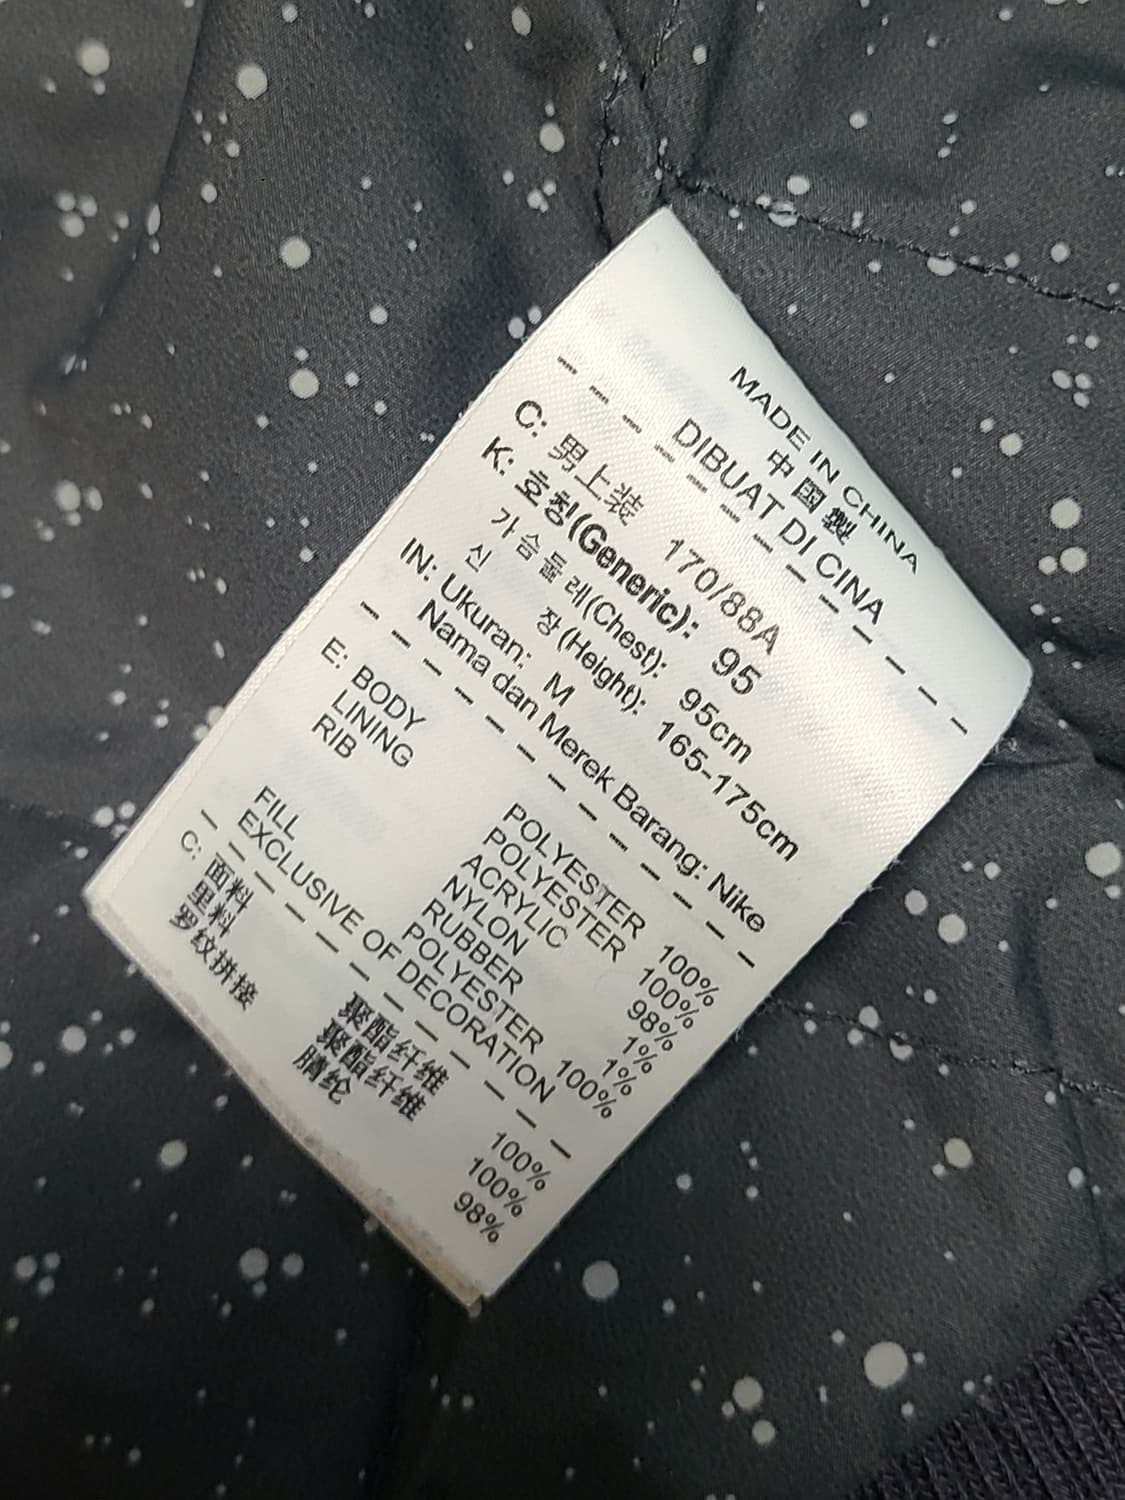 MADE IN CHINA
中国製
DIBUAT DI CINA
C: 男上装 170/88A
K: 호칭(Generic): 95
가슴둘레(Chest): 95cm
신 장(Height): 165-175cm
IN: Ukuran: M
Nama dan Merek Barang: Nike
E: BODY POLYESTER 100%
LINING POLYESTER 100%
RIB ACRYLIC 98%
NYLON 1%
RUBBER 1%
FILL POLYESTER 100%
EXCLUSIVE OF DECORATION
C: 面料 聚酯纤维 100%
里料 聚酯纤维 100%
罗纹拼接 腈纶 98%